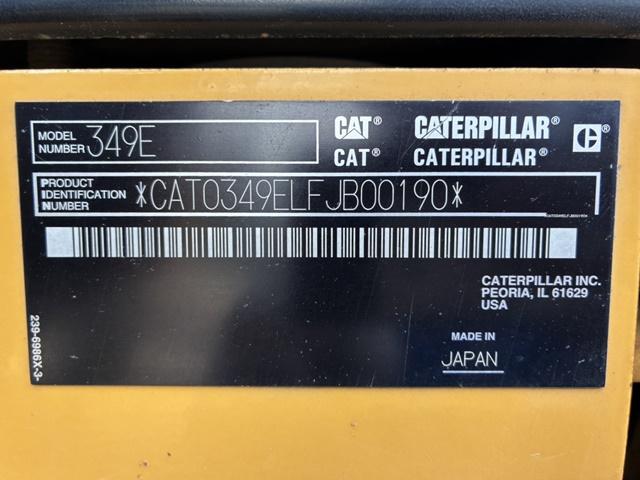 MODEL
NUMBER 349E
CAT CATERPILLAR C
CAT® CATERPILLAR®
PRODUCT
IDENTIFICATION
NUMBER
*CAT0349ELFJB00190*
*CAT0349ELFJB00190*
CATERPILLAR INC.
PEORIA, IL 61629
USA
MADE IN
JAPAN
239-6986X-3-